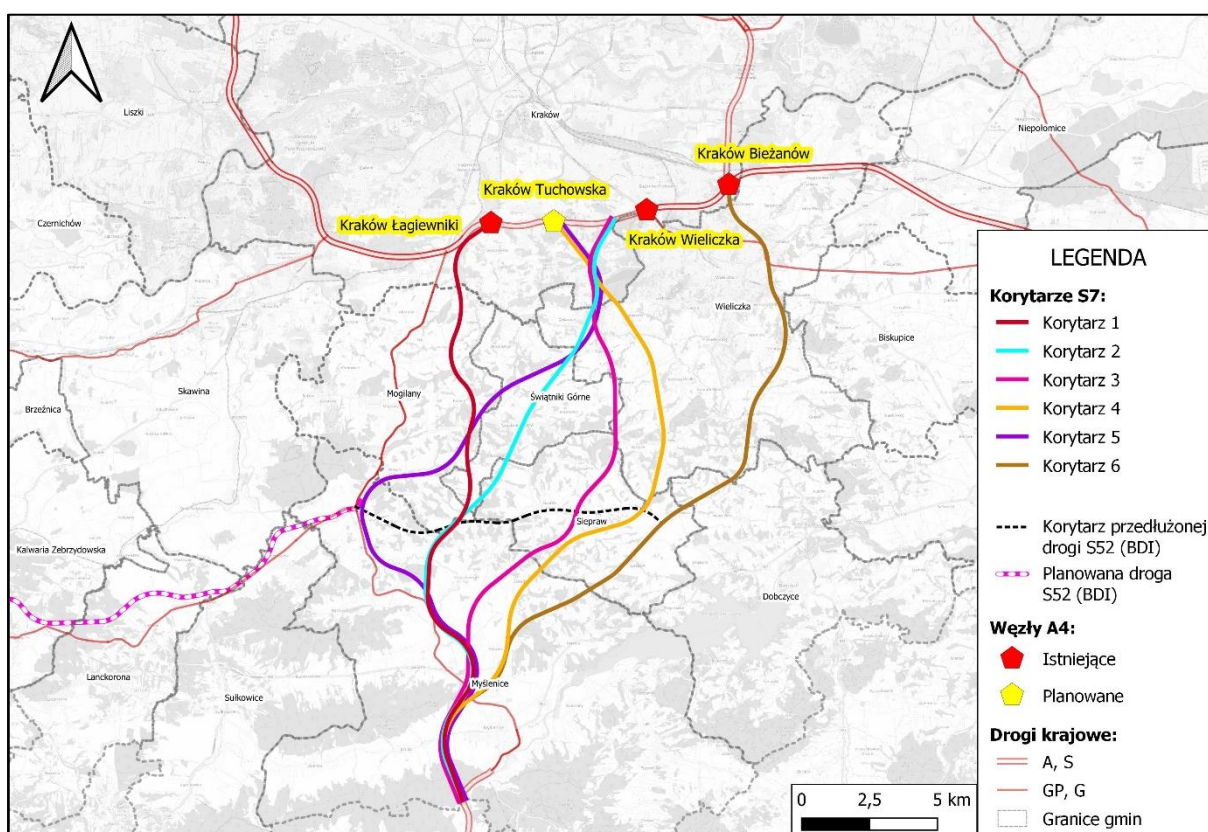 Liszki
Kraków
Niepołomice
Kraków Bieżanów
Kraków Tuchowska
Czernichów
Kraków Łagiewniki
Kraków Wieliczka
Wieliczka
Biskupice
Skawina
Mogilany
Świątniki Górne
Brzeźnica
Siepraw
Kalwaria Zebrzydowska
Dobczyce
Lanckorona
Sułkowice
Myślenice
0 2,5 5 km
LEGENDA
Korytarze S7:
Korytarz 1
Korytarz 2
Korytarz 3
Korytarz 4
Korytarz 5
Korytarz 6
Korytarz przedłużonej
drogi S52 (BDI)
Planowana droga
S52 (BDI)
Węzły A4:
Istniejące
Planowane
Drogi krajowe:
A, S
GP, G
Granice gmin